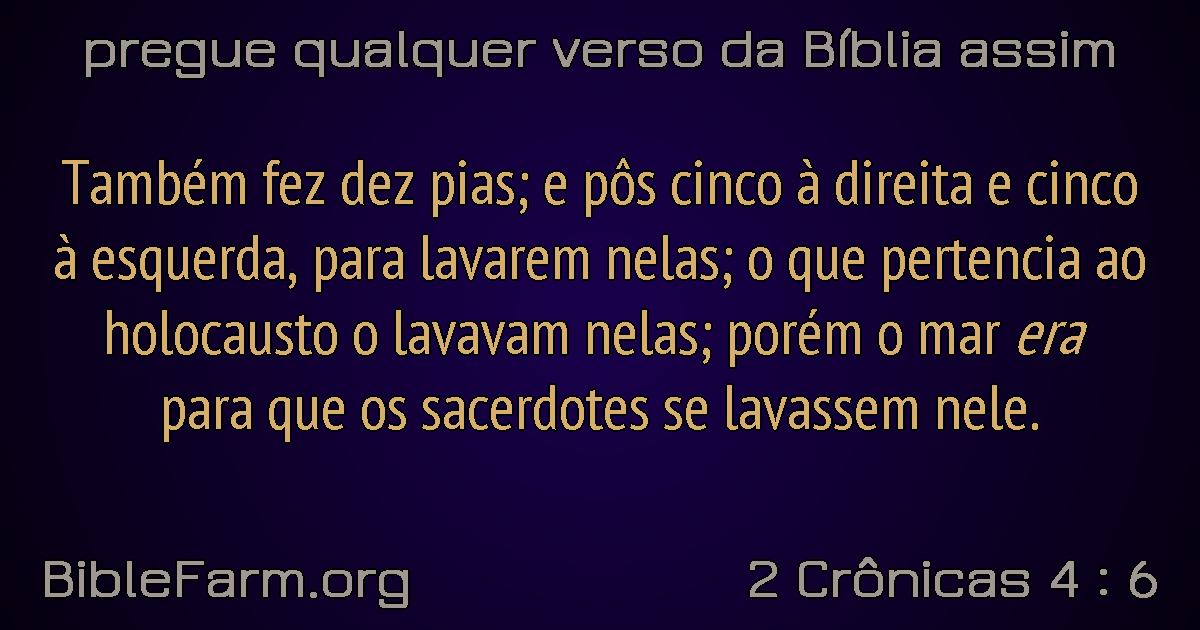 pregue qualquer verso da Bíblia assim
Também fez dez pias; e pôs cinco à direita e cinco
à esquerda, para lavarem nelas; o que pertencia ao
holocausto o lavavam nelas; porém o mar era
para que os sacerdotes se lavassem nele.
BibleFarm.org
2 Crônicas 4 : 6